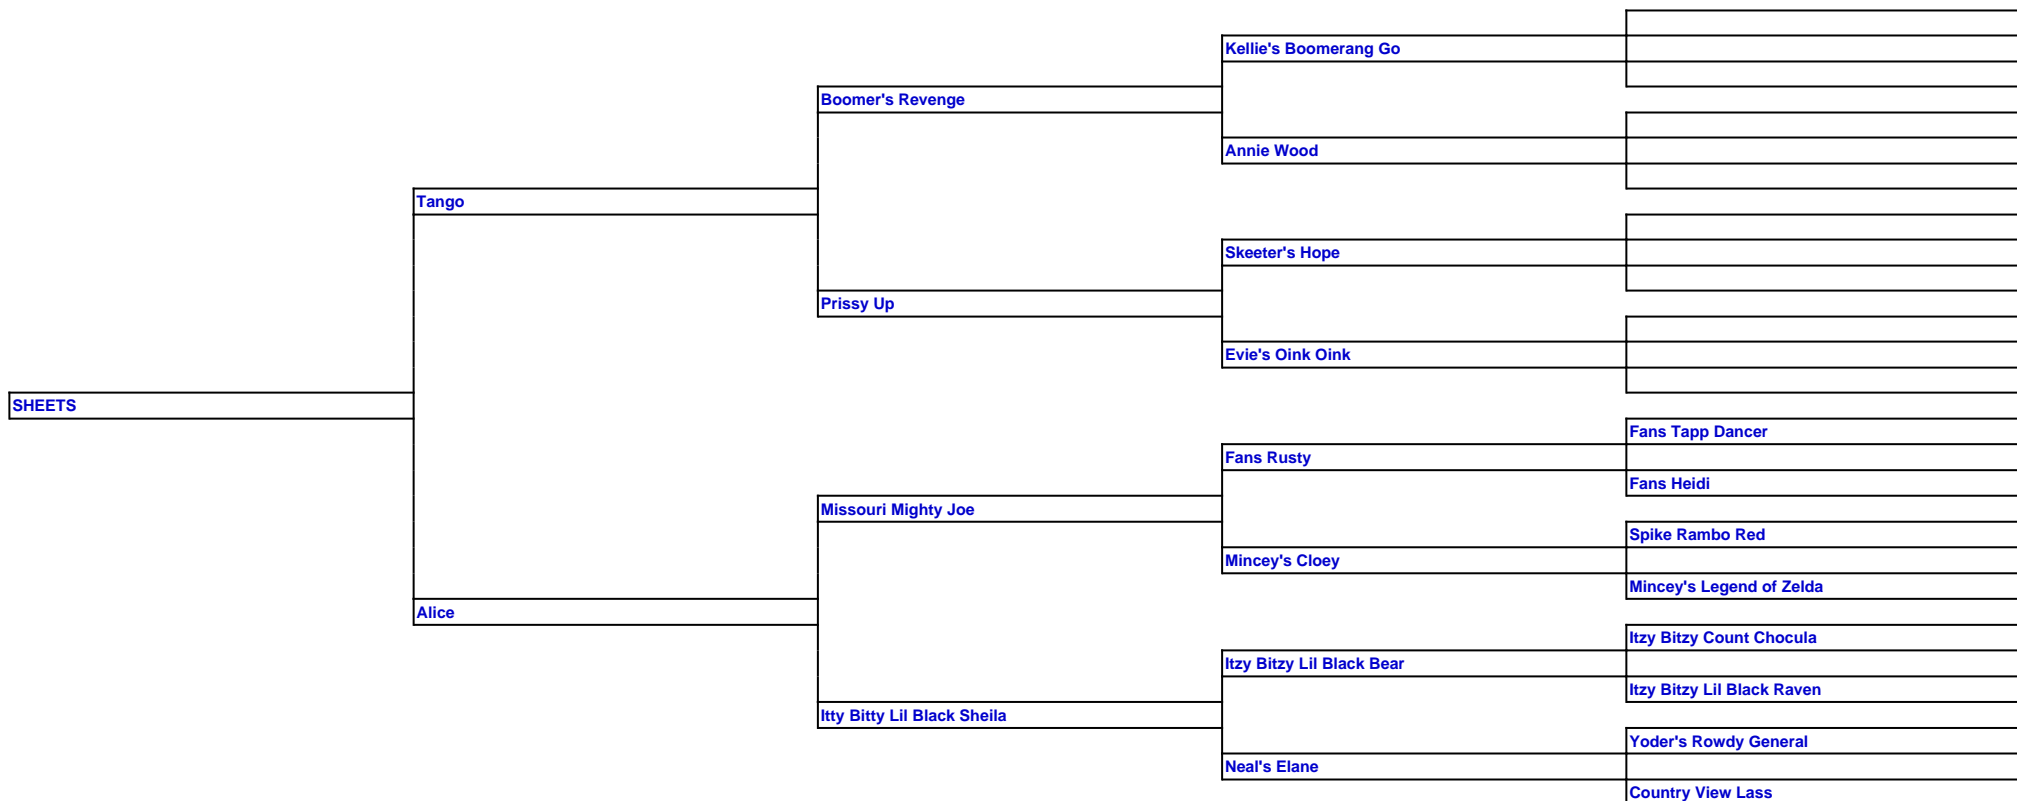 Kellie's Boomerang Go
Boomer's Revenge
Annie Wood
Tango
Skeeter's Hope
Prissy Up
Evie's Oink Oink
SHEETS
Fans Tapp Dancer
Fans Rusty
Fans Heidi
Missouri Mighty Joe
Spike Rambo Red
Mincey's Cloey
Mincey's Legend of Zelda
Alice
Itzy Bitzy Count Chocula
Itzy Bitzy Lil Black Bear
Itzy Bitzy Lil Black Raven
Itty Bitty Lil Black Sheila
Yoder's Rowdy General
Neal's Elane
Country View Lass